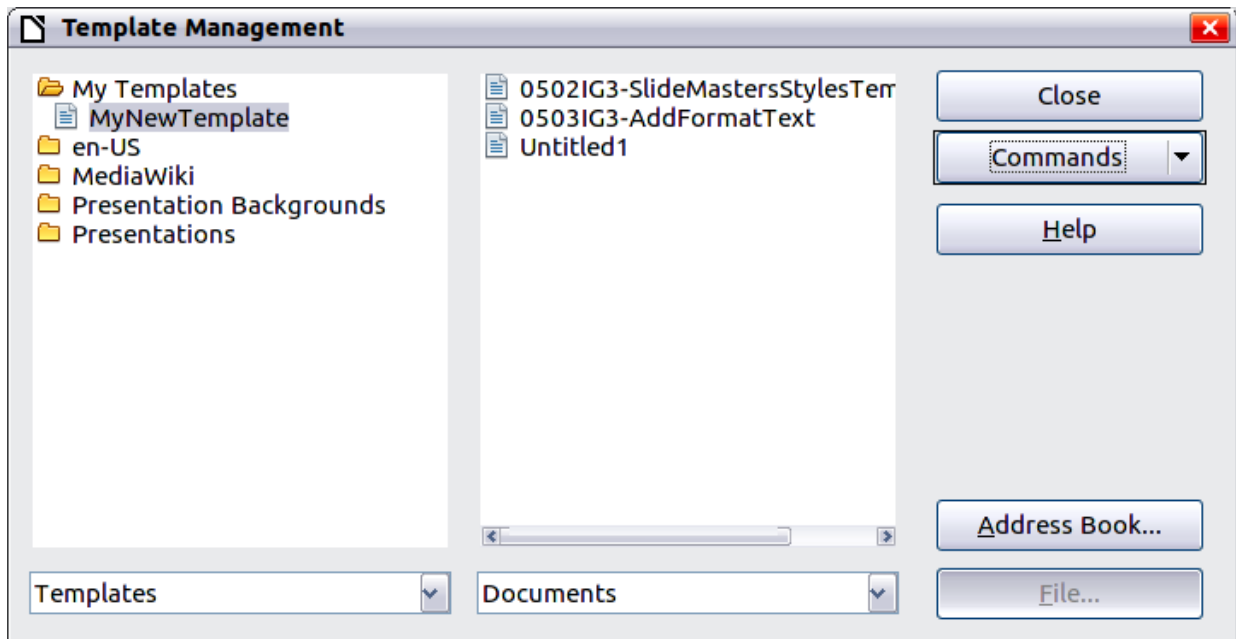 Template Management
My Templates
MyNewTemplate
en-US
MediaWiki
Presentation Backgrounds
Presentations
Templates
0502IG3-SlideMastersStylesTem
0503IG3-AddFormatText
Untitled1
Documents
Close
Commands
Help
Address Book...
File...